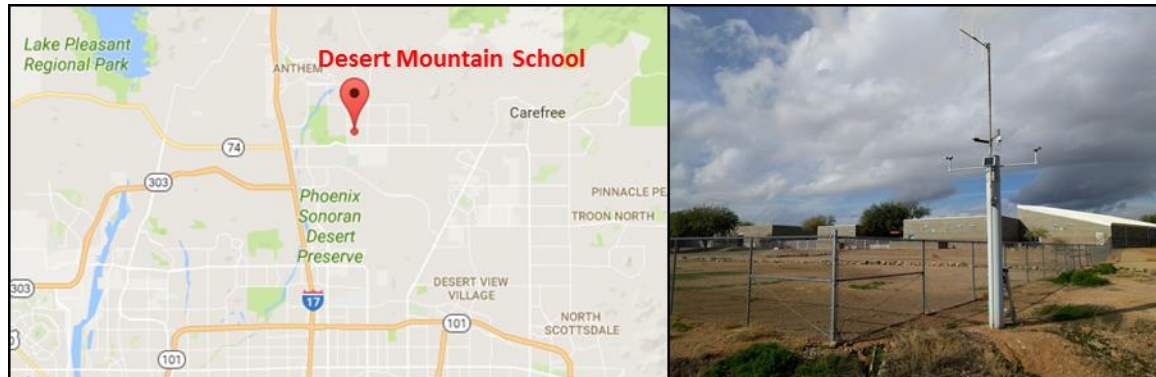 Lake Pleasant
Regional Park
Desert Mountain School
ANTHEM
Carefree
74
303
Phoenix
Sonoran
Desert
Preserve
PINNACLE PE
TROON NORTH
303
17
DESERT VIEW
VILLAGE
NORTH
SCOTTSDALE
101
101